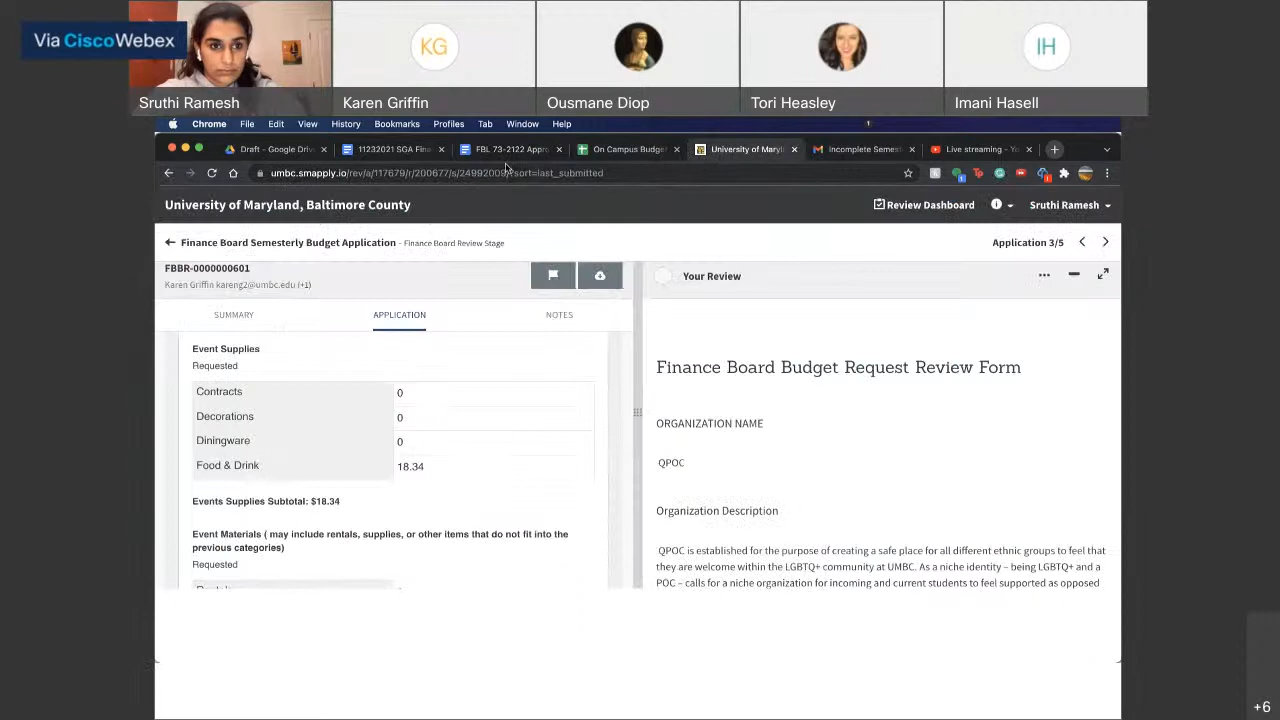 Via Cisco Webex
KG
IH
Sruthi Ramesh
Karen Griffin
Ousmane Diop
Tori Heasley
Imani Hasell
Chrome File Edit View History Bookmarks Profiles Tab Window Help
Draft - Google Driv
11232021 SGA Fina
FBL 73-2122 Appro
On Campus Budget
University of Maryl
Incomplete Semest
Live streaming - Yo
umbc.smapply.io/rev/a/117679/r/200677/s/24992009/?sort=last_submitted
University of Maryland, Baltimore County
Review Dashboard
Sruthi Ramesh
Finance Board Semesterly Budget Application - Finance Board Review Stage
Application 3/5
FBBR-0000000601
Karen Griffin kareng2@umbc.edu (+1)
SUMMARY
APPLICATION
NOTES
Event Supplies
Requested
Contracts 0
Decorations 0
Diningware 0
Food & Drink 18.34
Events Supplies Subtotal: $18.34
Event Materials ( may include rentals, supplies, or other items that do not fit into the
previous categories)
Requested
Your Review
Finance Board Budget Request Review Form
ORGANIZATION NAME
QPOC
Organization Description
QPOC is established for the purpose of creating a safe place for all different ethnic groups to feel that
they are welcome within the LGBTQ+ community at UMBC. As a niche identity – being LGBTQ+ and a
POC – calls for a niche organization for incoming and current students to feel supported as opposed
+6